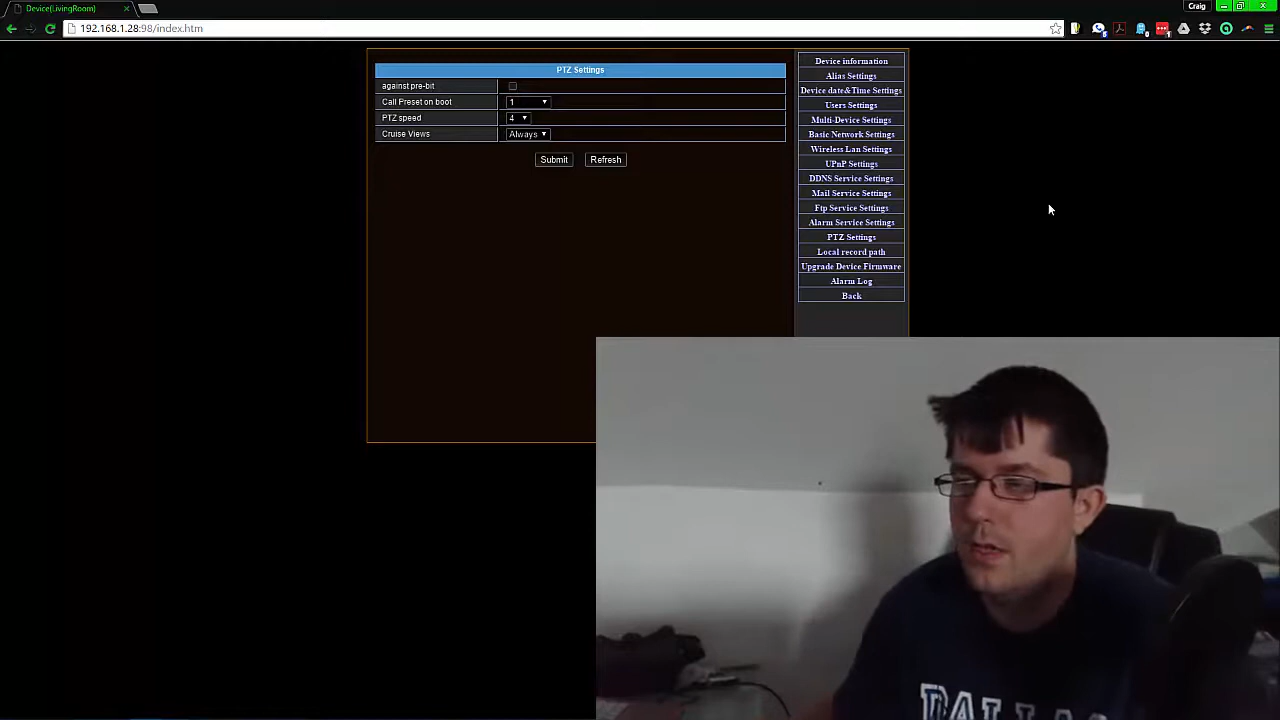 Device(LivingRoom)
Craig
192.168.1.28:98/index.htm
PTZ Settings
against pre-bit
Call Preset on boot 1
PTZ speed 4
Cruise Views Always
Submit Refresh
Device information
Alias Settings
Device date&Time Settings
Users Settings
Multi-Device Settings
Basic Network Settings
Wireless Lan Settings
UPnP Settings
DDNS Service Settings
Mail Service Settings
Ftp Service Settings
Alarm Service Settings
PTZ Settings
Local record path
Upgrade Device Firmware
Alarm Log
Back
DALLAS